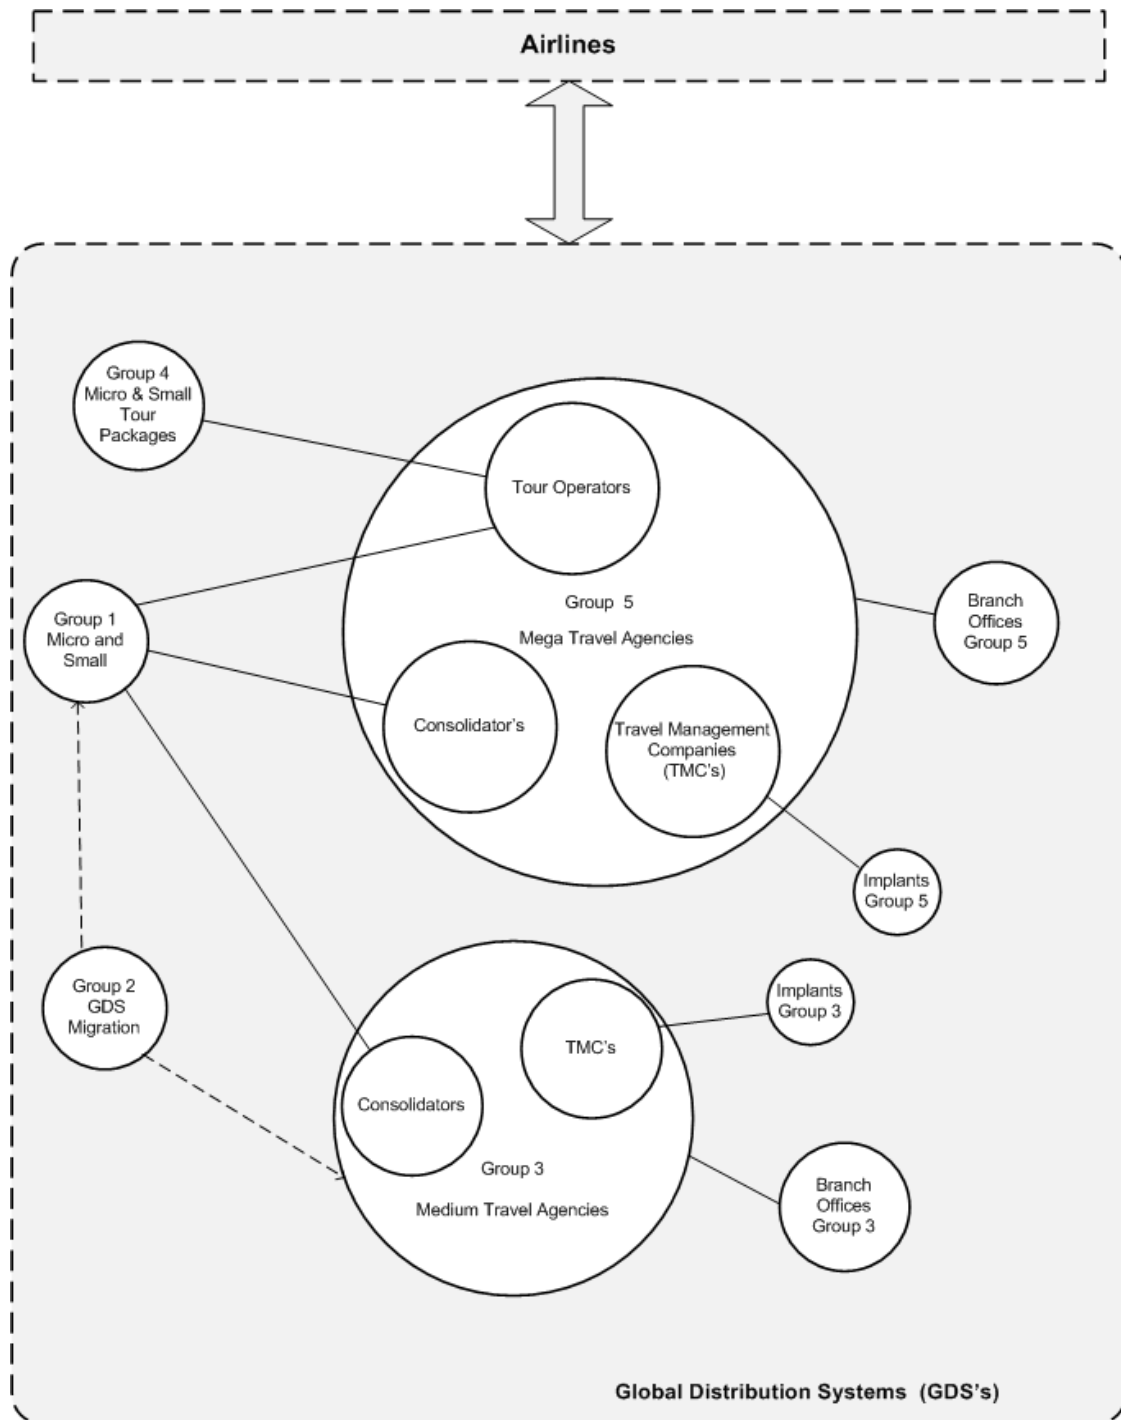 Airlines
Group 4
Micro & Small
Tour
Packages
Tour Operators
Group 5
Mega Travel Agencies
Branch
Offices
Group 5
Group 1
Micro and
Small
Consolidator's
Travel Management
Companies
(TMC's)
Implants
Group 5
Group 2
GDS
Migration
Implants
Group 3
TMC's
Consolidators
Group 3
Medium Travel Agencies
Branch
Offices
Group 3
Global Distribution Systems (GDS's)